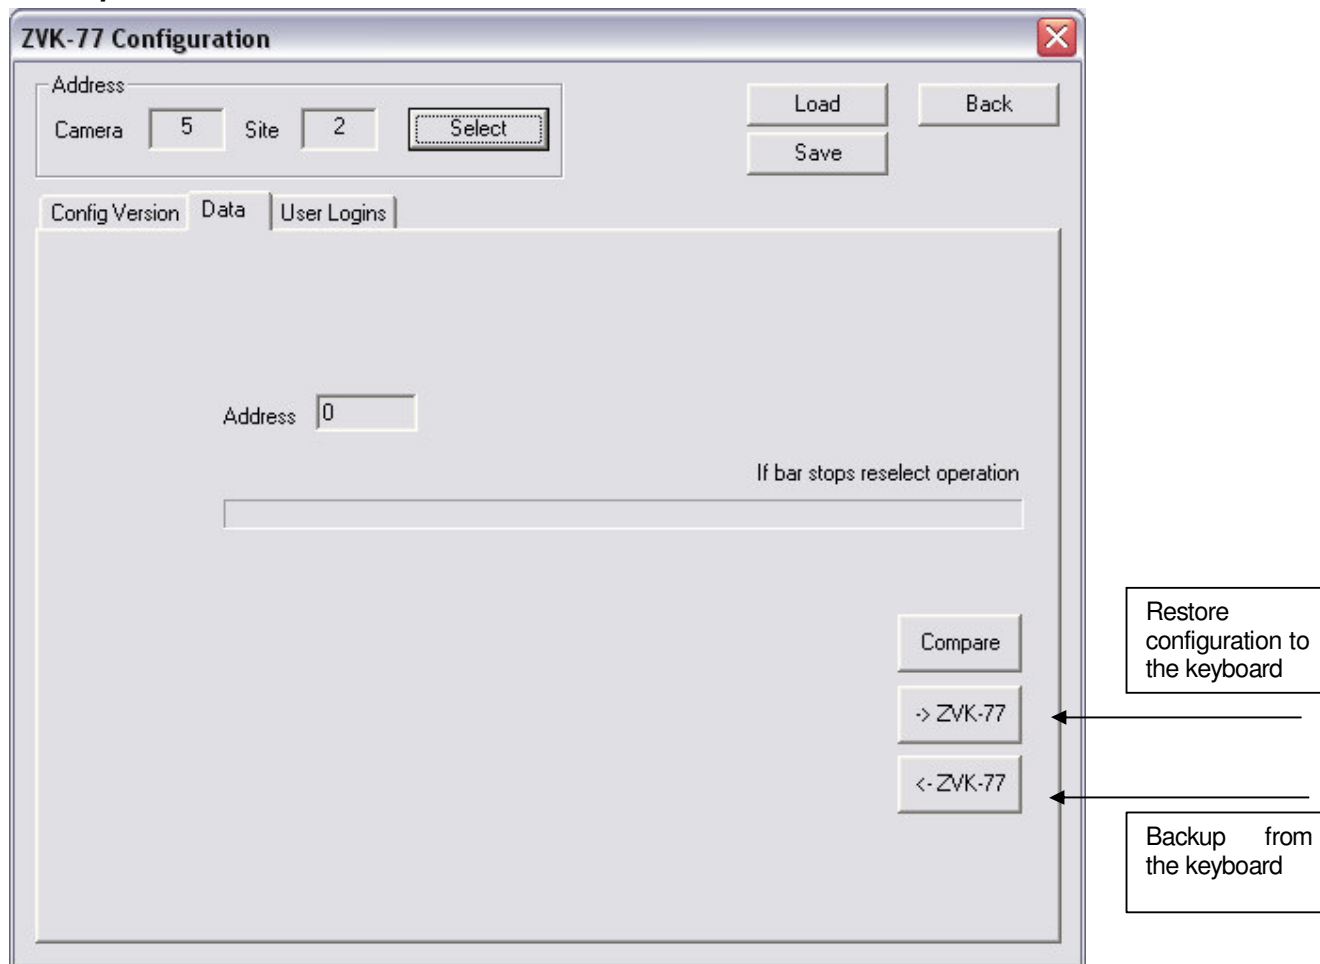 ZVK-77 Configuration
Address
Camera 5 Site 2 Select
Load
Back
Save
Config Version Data User Logins
Address 0
If bar stops reselect operation
Compare
-> ZVK-77
<- ZVK-77
Restore
configuration to
the keyboard
Backup from
the keyboard